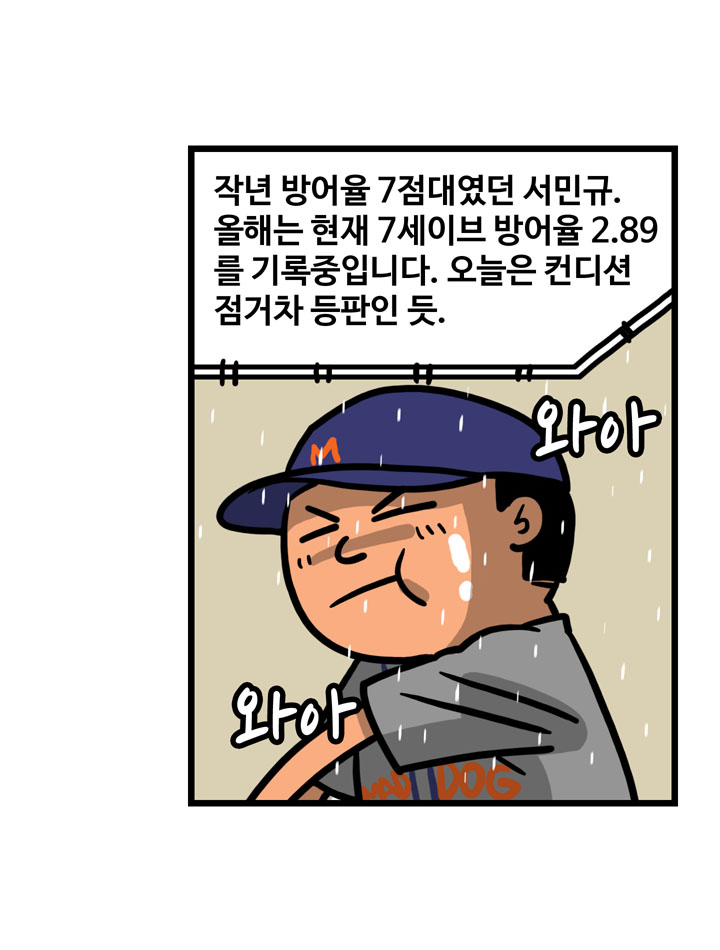 작년 방어율 7점대였던 서민규.
올해는 현재 7세이브 방어율 2.89
를 기록중입니다. 오늘은 컨디션
점거차 등판인 듯.
와아
M
와아
MAD DOG